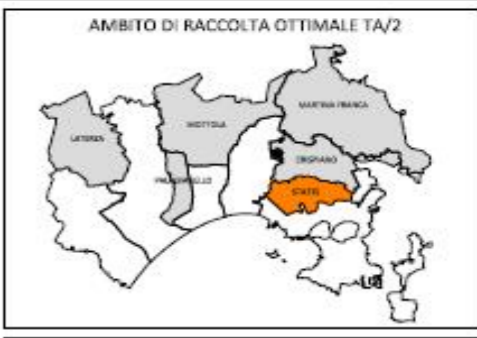 AMBITO DI RACCOLTA OTTIMALE TA/2
MARTINA FRANCA
MOTTOLA
LATERZA
CRISPIANO
PALAGIANELLO
STATTE